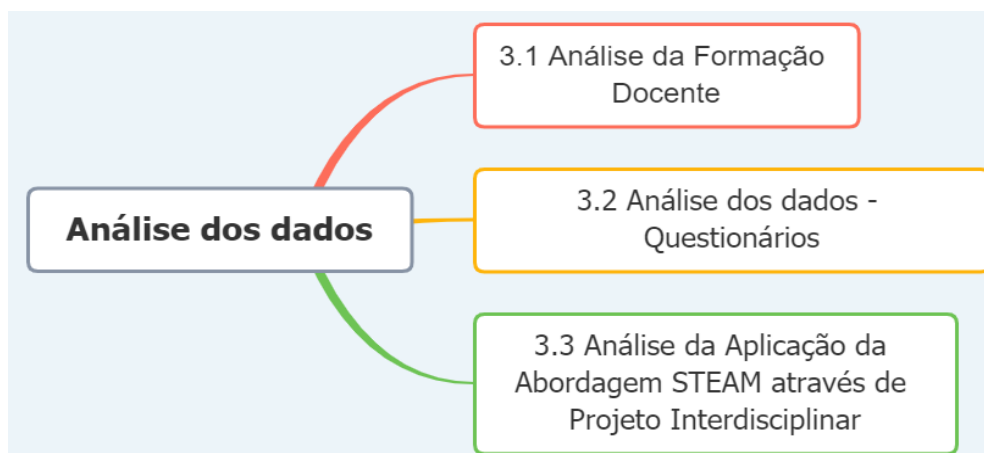 3.1 Análise da Formação
Docente
Análise dos dados
3.2 Análise dos dados -
Questionários
3.3 Análise da Aplicação da
Abordagem STEAM através de
Projeto Interdisciplinar